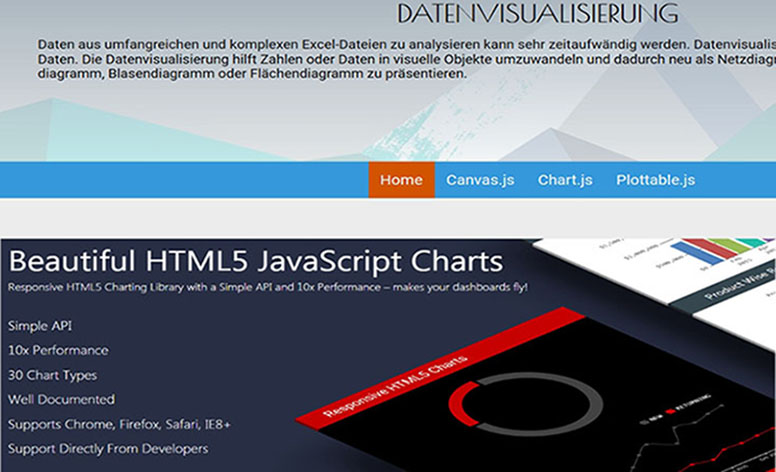 DATENVISUALISIERUNG
Daten aus umfangreichen und komplexen Excel-Dateien zu analysieren kann sehr zeitaufwändig werden. Datenvisualis
Daten. Die Datenvisualisierung hilft Zahlen oder Daten in visuelle Objekte umzuwandeln und dadurch neu als Netzdiagr
diagramm, Blasendiagramm oder Flächendiagramm zu präsentieren.
Home Canvas.js Chart.js Plottable.js
Beautiful HTML5 JavaScript Charts
Responsive HTML5 Charting Library with a Simple API and 10x Performance – makes your dashboards fly!
Simple API
10x Performance
30 Chart Types
Well Documented
Supports Chrome, Firefox, Safari, IE8+
Support Directly From Developers
Product Wise
Responsive HTML5 Charts
NEW RETURNING